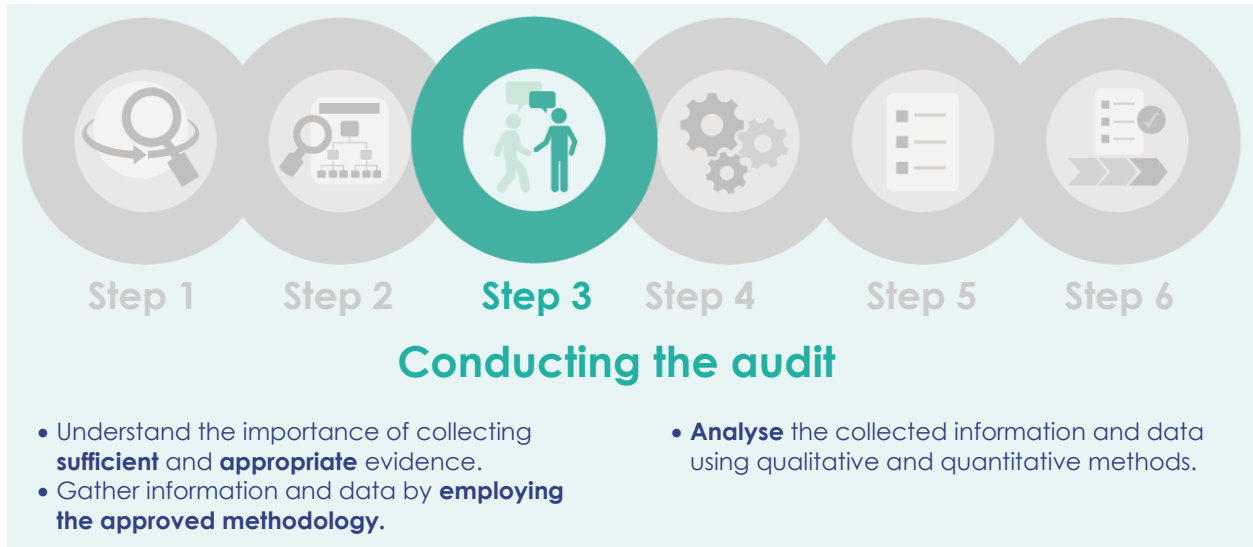 Step 1
Step 2
Step 3
Step 4
Step 5
Step 6
Conducting the audit
• Understand the importance of collecting
sufficient and appropriate evidence.
• Gather information and data by employing
the approved methodology.
• Analyse the collected information and data
using qualitative and quantitative methods.